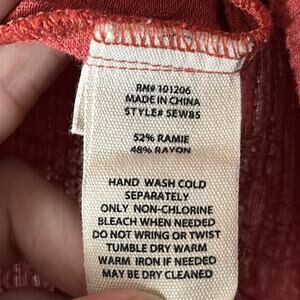 RN# 101206
MADE IN CHINA
STYLE# SEW85
52% RAMIE
48% RAYON
HAND WASH COLD
SEPARATELY
ONLY NON-CHLORINE
BLEACH WHEN NEEDED
DO NOT WRING OR TWIST
TUMBLE DRY WARM
WARM IRON IF NEEDED
MAY BE DRY CLEANED